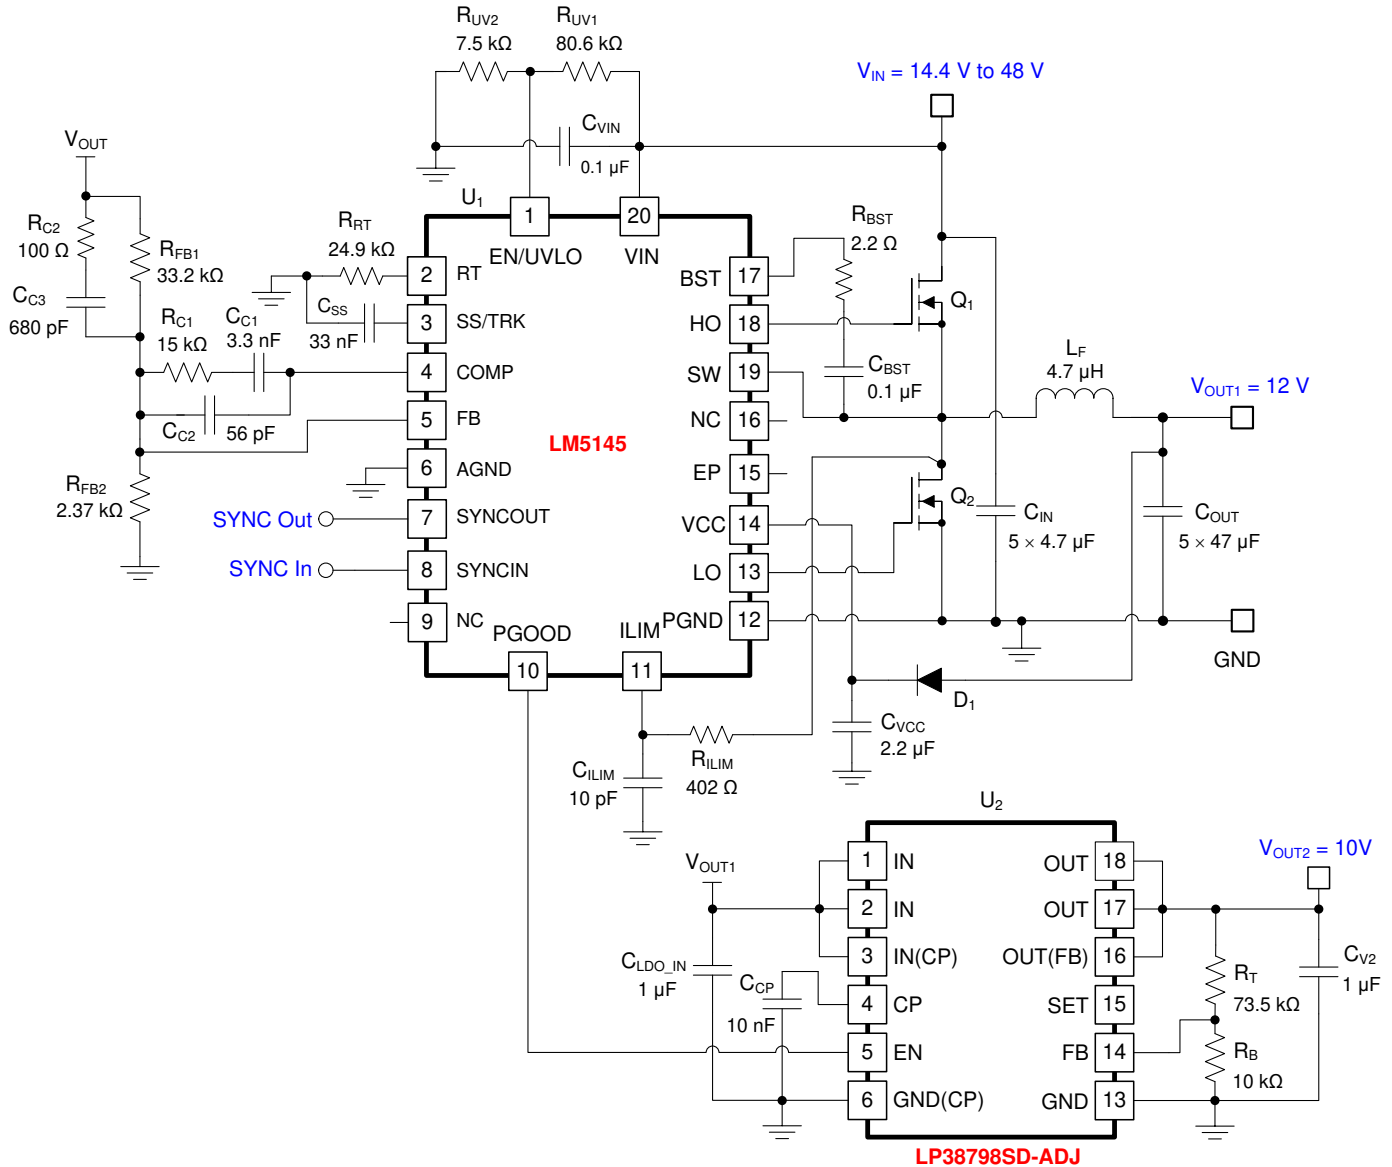 RUV2
7.5 kΩ
RUV1
80.6 kΩ
VIN = 14.4 V to 48 V
CVIN
0.1 µF
VOUT
RC2
100 Ω
RFB1
33.2 kΩ
CC3
680 pF
RC1
15 kΩ
CC1
3.3 nF
CC2
56 pF
RFB2
2.37 kΩ
RRT
24.9 kΩ
CSS
33 nF
U1
1
EN/UVLO
20
VIN
2
RT
3
SS/TRK
4
COMP
5
FB
6
AGND
7
SYNCOUT
8
SYNCIN
9
NC
SYNC Out
SYNC In
PGOOD
10
ILIM
11
LM5145
BST
17
HO
18
SW
19
NC
16
EP
15
VCC
14
LO
13
PGND
12
RBST
2.2 Ω
CBST
0.1 µF
Q1
Q2
LF
4.7 µH
VOUT1 = 12 V
CIN
5 × 4.7 µF
COUT
5 × 47 µF
GND
D1
CVCC
2.2 µF
RILIM
402 Ω
CILIM
10 pF
U2
VOUT1
CLDO_IN
1 µF
CCP
10 nF
1
IN
2
IN
3
IN(CP)
4
CP
5
EN
6
GND(CP)
OUT
18
OUT
17
OUT(FB)
16
SET
15
FB
14
GND
13
VOUT2 = 10V
RT
73.5 kΩ
RB
10 kΩ
CV2
1 µF
LP38798SD-ADJ